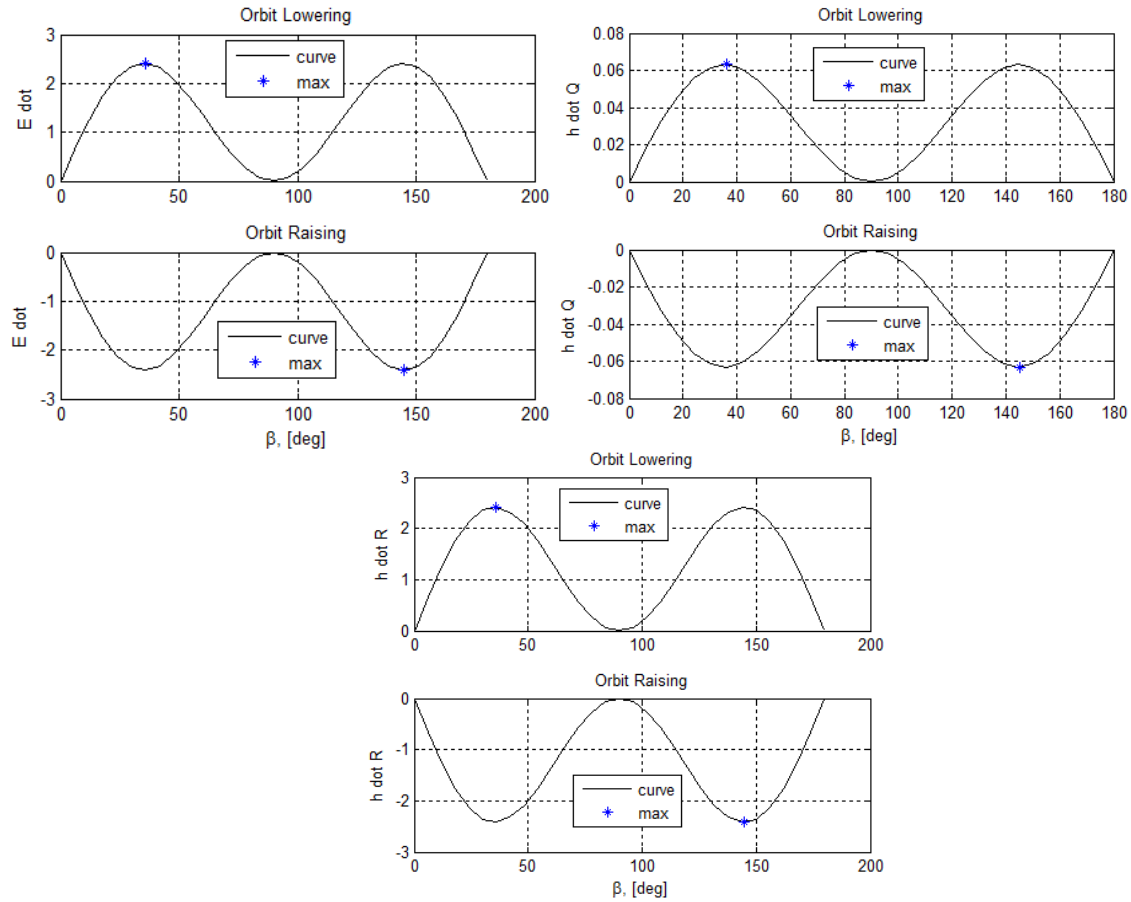 Orbit Lowering
3
2
1
0
E dot
curve
max
0 50 100 150 200
Orbit Raising
0
-1
-2
-3
E dot
curve
max
0 50 100 150 200
β, [deg]
Orbit Lowering
0.08
0.06
0.04
0.02
0
h dot Q
curve
max
0 20 40 60 80 100 120 140 160 180
Orbit Raising
0
-0.02
-0.04
-0.06
-0.08
h dot Q
curve
max
0 20 40 60 80 100 120 140 160 180
β, [deg]
Orbit Lowering
3
2
1
0
h dot R
curve
max
0 50 100 150 200
Orbit Raising
0
-1
-2
-3
h dot R
curve
max
0 50 100 150 200
β, [deg]